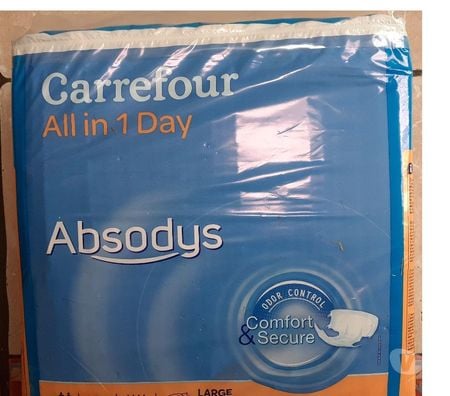 Carrefour
All in 1 Day
Absodys
ODOR CONTROL
Comfort
& Secure
LARGE